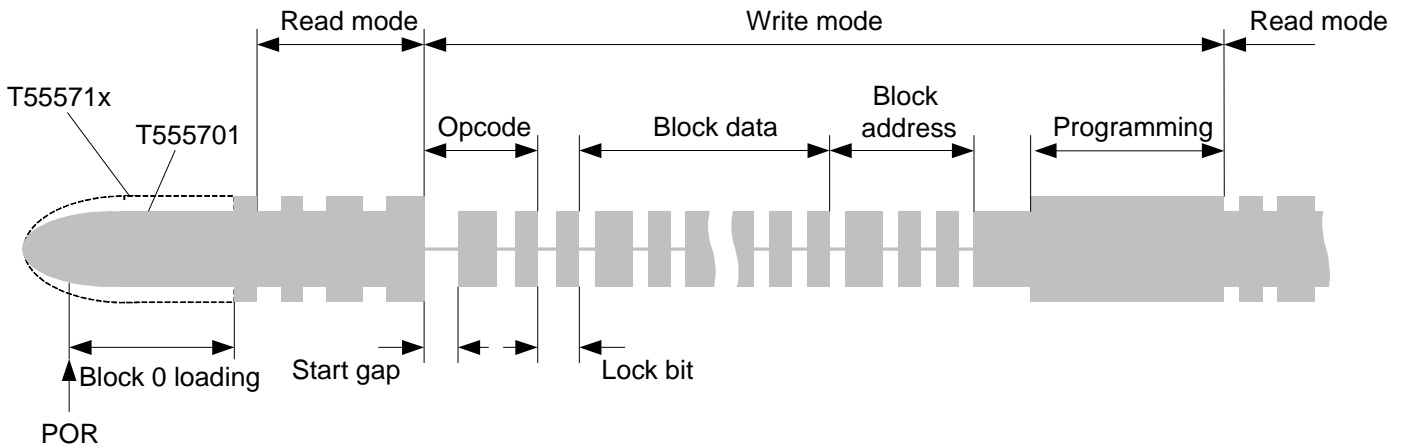 Read mode
Write mode
Read mode
T55571x
T555701
Opcode
Block data
Block
address
Programming
Block 0 loading
Start gap
Lock bit
POR